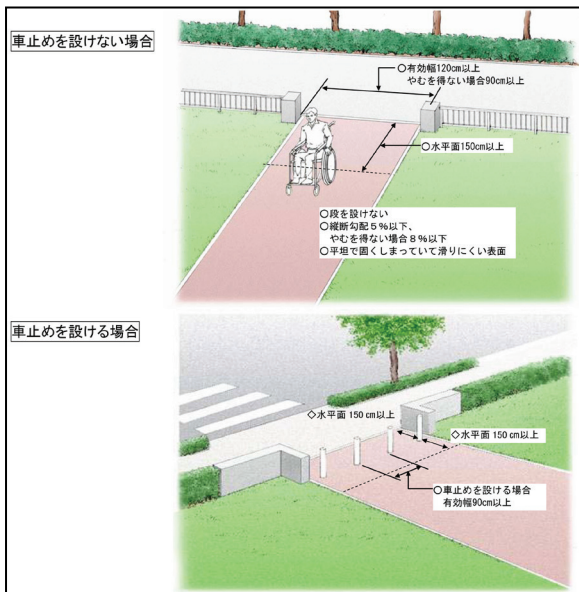 車止めを設けない場合
○有効幅120cm以上
やむを得ない場合90cm以上
○水平面150cm以上
○段を設けない
○縦断勾配5%以下、
やむを得ない場合8%以下
○平坦で固くしまっていて滑りにくい表面
車止めを設ける場合
◇水平面 150 cm以上
◇水平面 150 cm以上
○車止めを設ける場合
有効幅90cm以上